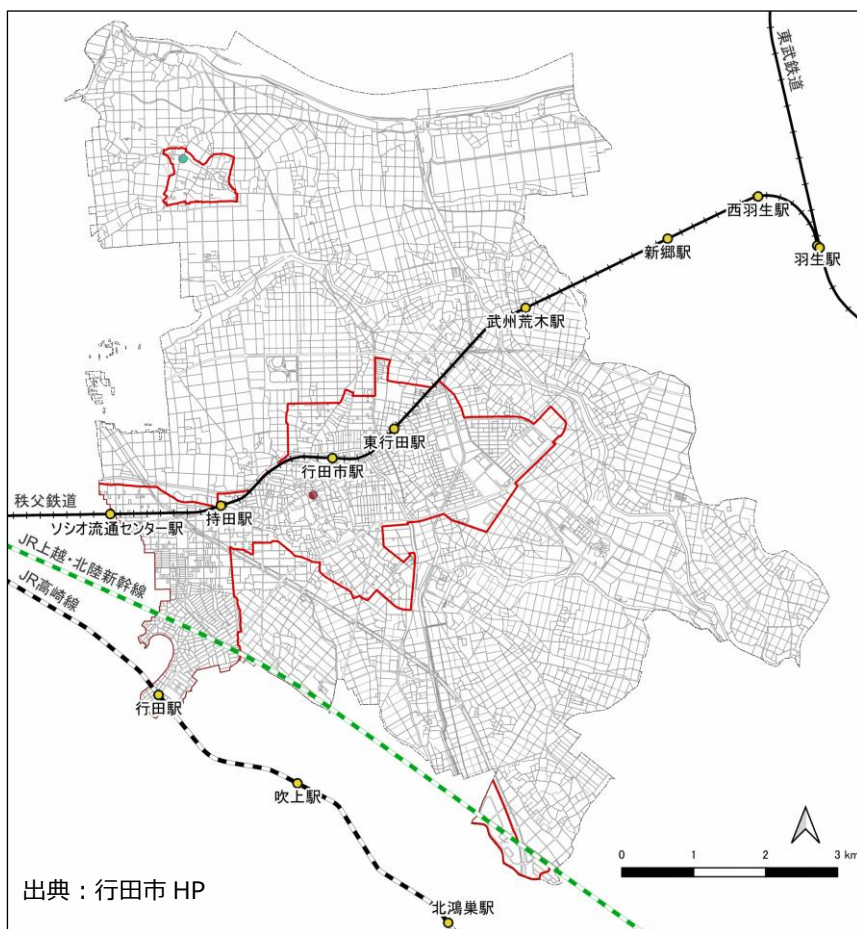 東武鉄道
西羽生駅
新郷駅
羽生駅
武州荒木駅
東行田駅
行田市駅
秩父鉄道
持田駅
ソシオ流通センター駅
JR上越・北陸新幹線
JR高崎線
行田駅
吹上駅
0 1 2 3 km
出典：行田市 HP
北鴻巣駅